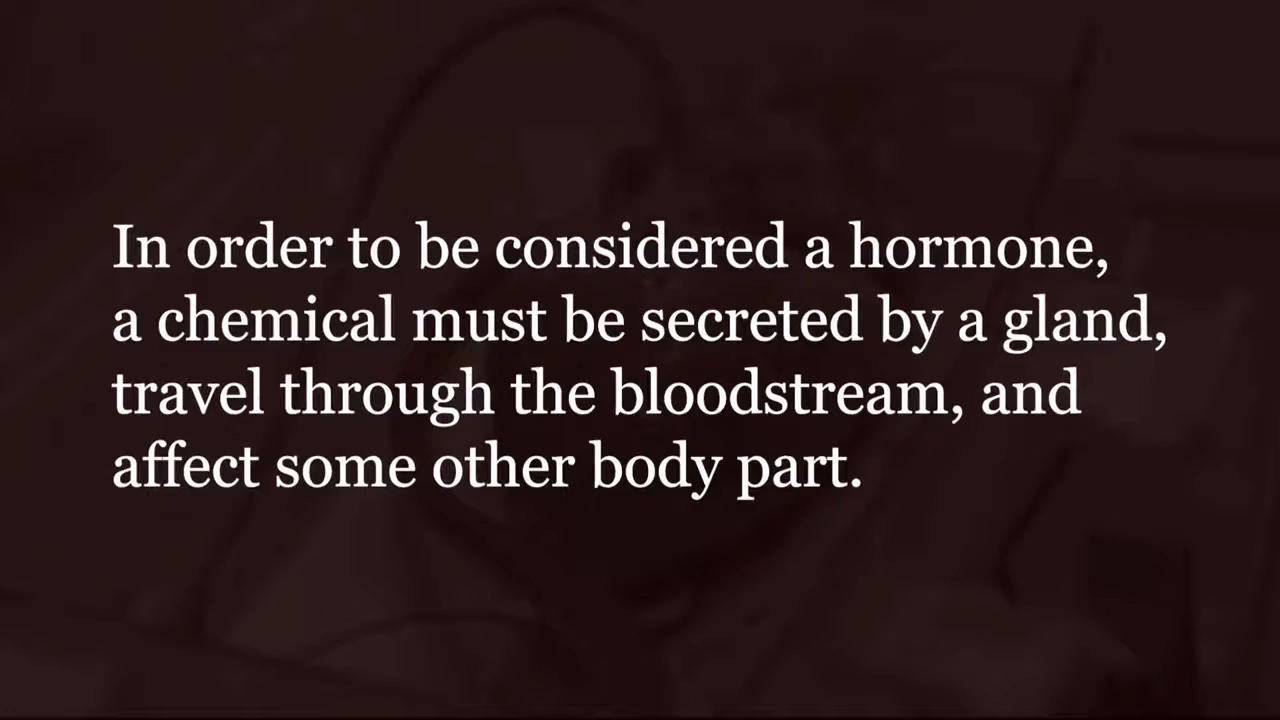 In order to be considered a hormone,
a chemical must be secreted by a gland,
travel through the bloodstream, and
affect some other body part.